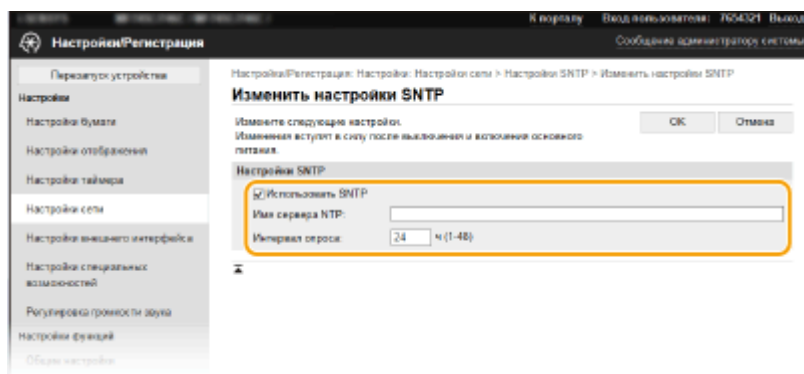 К порталу Вход пользователя: 7654321 Выход
Настройки/Регистрация
Сообщение администратору системы
Перезапуск устройства
Настройки
Настройки бумаги
Настройки отображения
Настройки таймера
Настройки сети
Настройки внешнего интерфейса
Настройки специальных
возможностей
Регулировка громкости звука
Настройки функций
Общие настройки
Настройки/Регистрация: Настройки: Настройки сети > Настройки SNTP > Изменить настройки SNTP
Изменить настройки SNTP
Измените следующие настройки.
Изменения вступят в силу после выключения и включения основного
питания.
OK Отмена
Настройки SNTP
Использовать SNTP
Имя сервера NTP:
Интервал опроса: 24 ч (1-48)